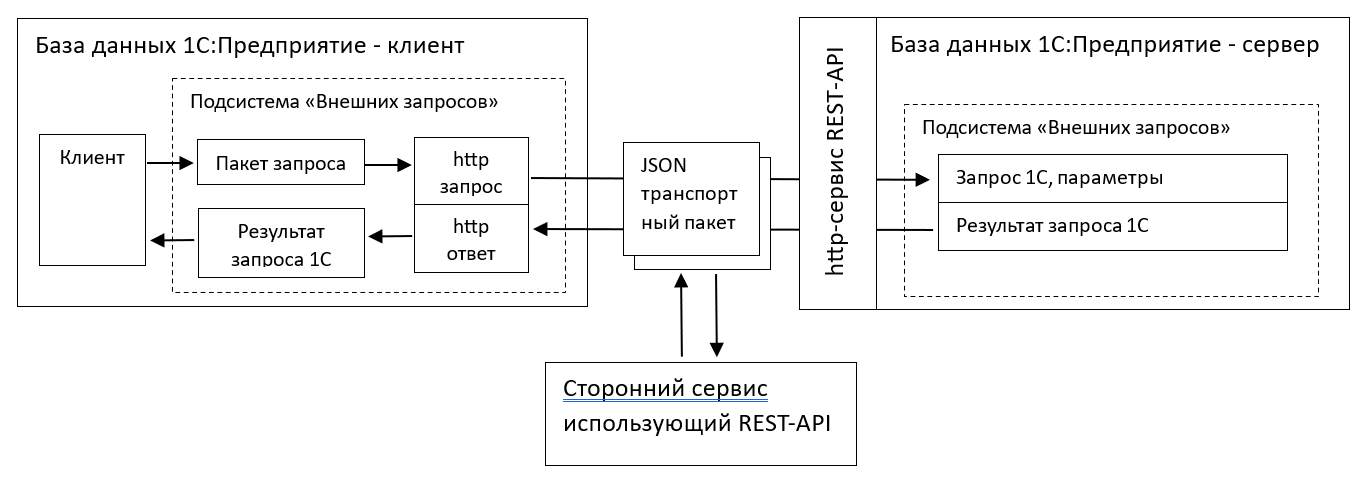 База данных 1С:Предприятие - клиент
Подсистема «Внешних запросов»
Клиент
Пакет запроса
http
запрос
Результат
запроса 1С
http
ответ
JSON
транспорт
ный пакет
http-сервис REST-API
База данных 1С:Предприятие - сервер
Подсистема «Внешних запросов»
Запрос 1С, параметры
Результат запроса 1С
Сторонний сервис
использующий REST-API